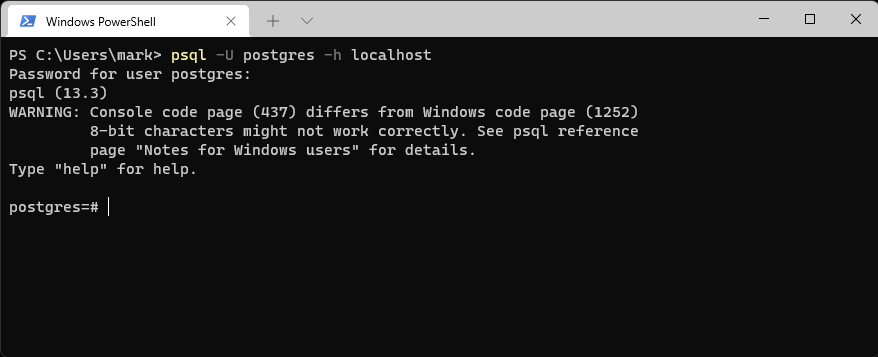 Windows PowerShell
PS C:\Users\mark> psql -U postgres -h localhost
Password for user postgres:
psql (13.3)
WARNING: Console code page (437) differs from Windows code page (1252)
         8-bit characters might not work correctly. See psql reference
         page "Notes for Windows users" for details.
Type "help" for help.

postgres=#